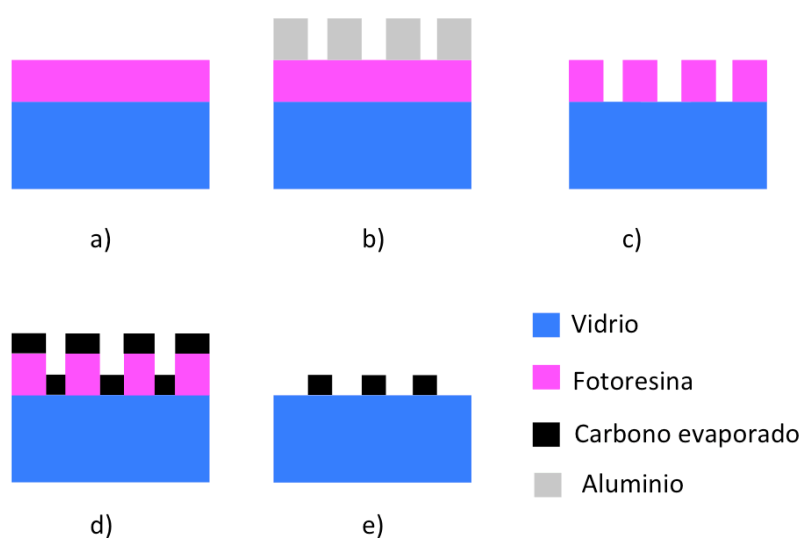 a)
b)
c)
Vidrio
Fotoresina
Carbono evaporado
Aluminio
d)
e)